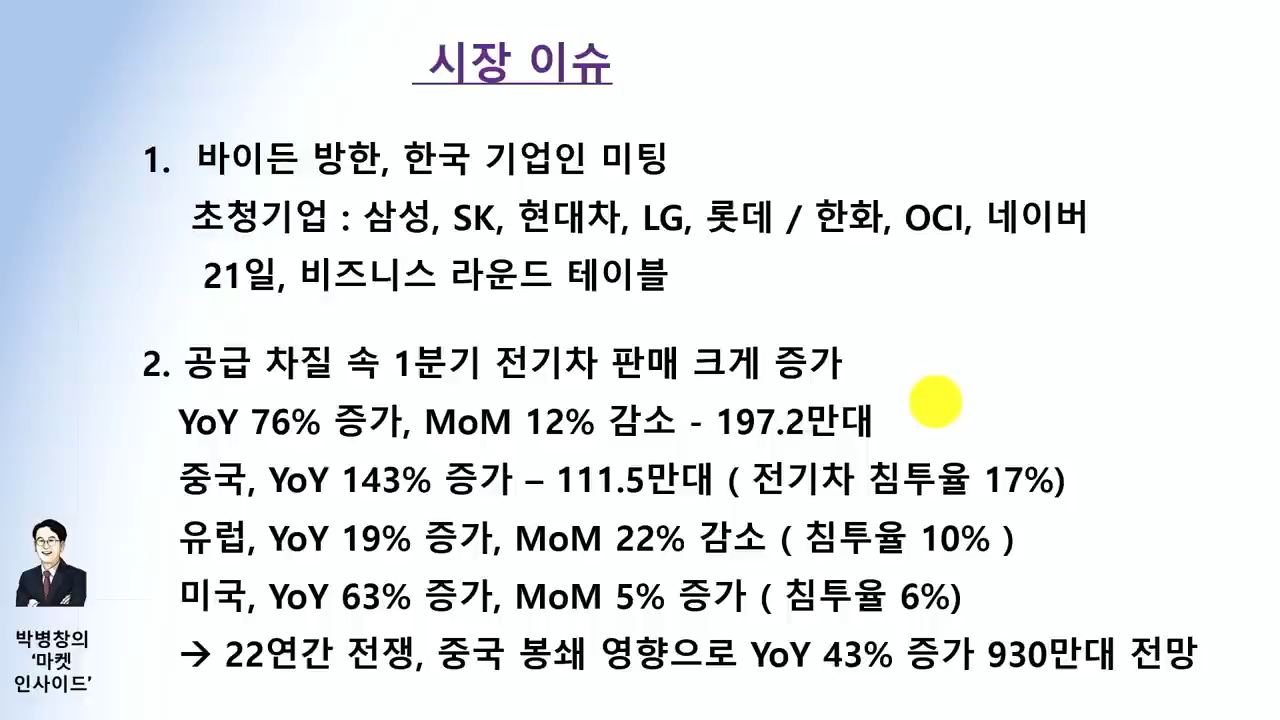 시장 이슈
1. 바이든 방한, 한국 기업인 미팅
초청기업 : 삼성, SK, 현대차, LG, 롯데 / 한화, OCI, 네이버
21일, 비즈니스 라운드 테이블
2. 공급 차질 속 1분기 전기차 판매 크게 증가
YoY 76% 증가, MoM 12% 감소 - 197.2만대
중국, YoY 143% 증가 – 111.5만대 ( 전기차 침투율 17%)
유럽, YoY 19% 증가, MoM 22% 감소 ( 침투율 10% )
미국, YoY 63% 증가, MoM 5% 증가 ( 침투율 6%)
→ 22연간 전쟁, 중국 봉쇄 영향으로 YoY 43% 증가 930만대 전망
박병창의
‘마켓
인사이드’